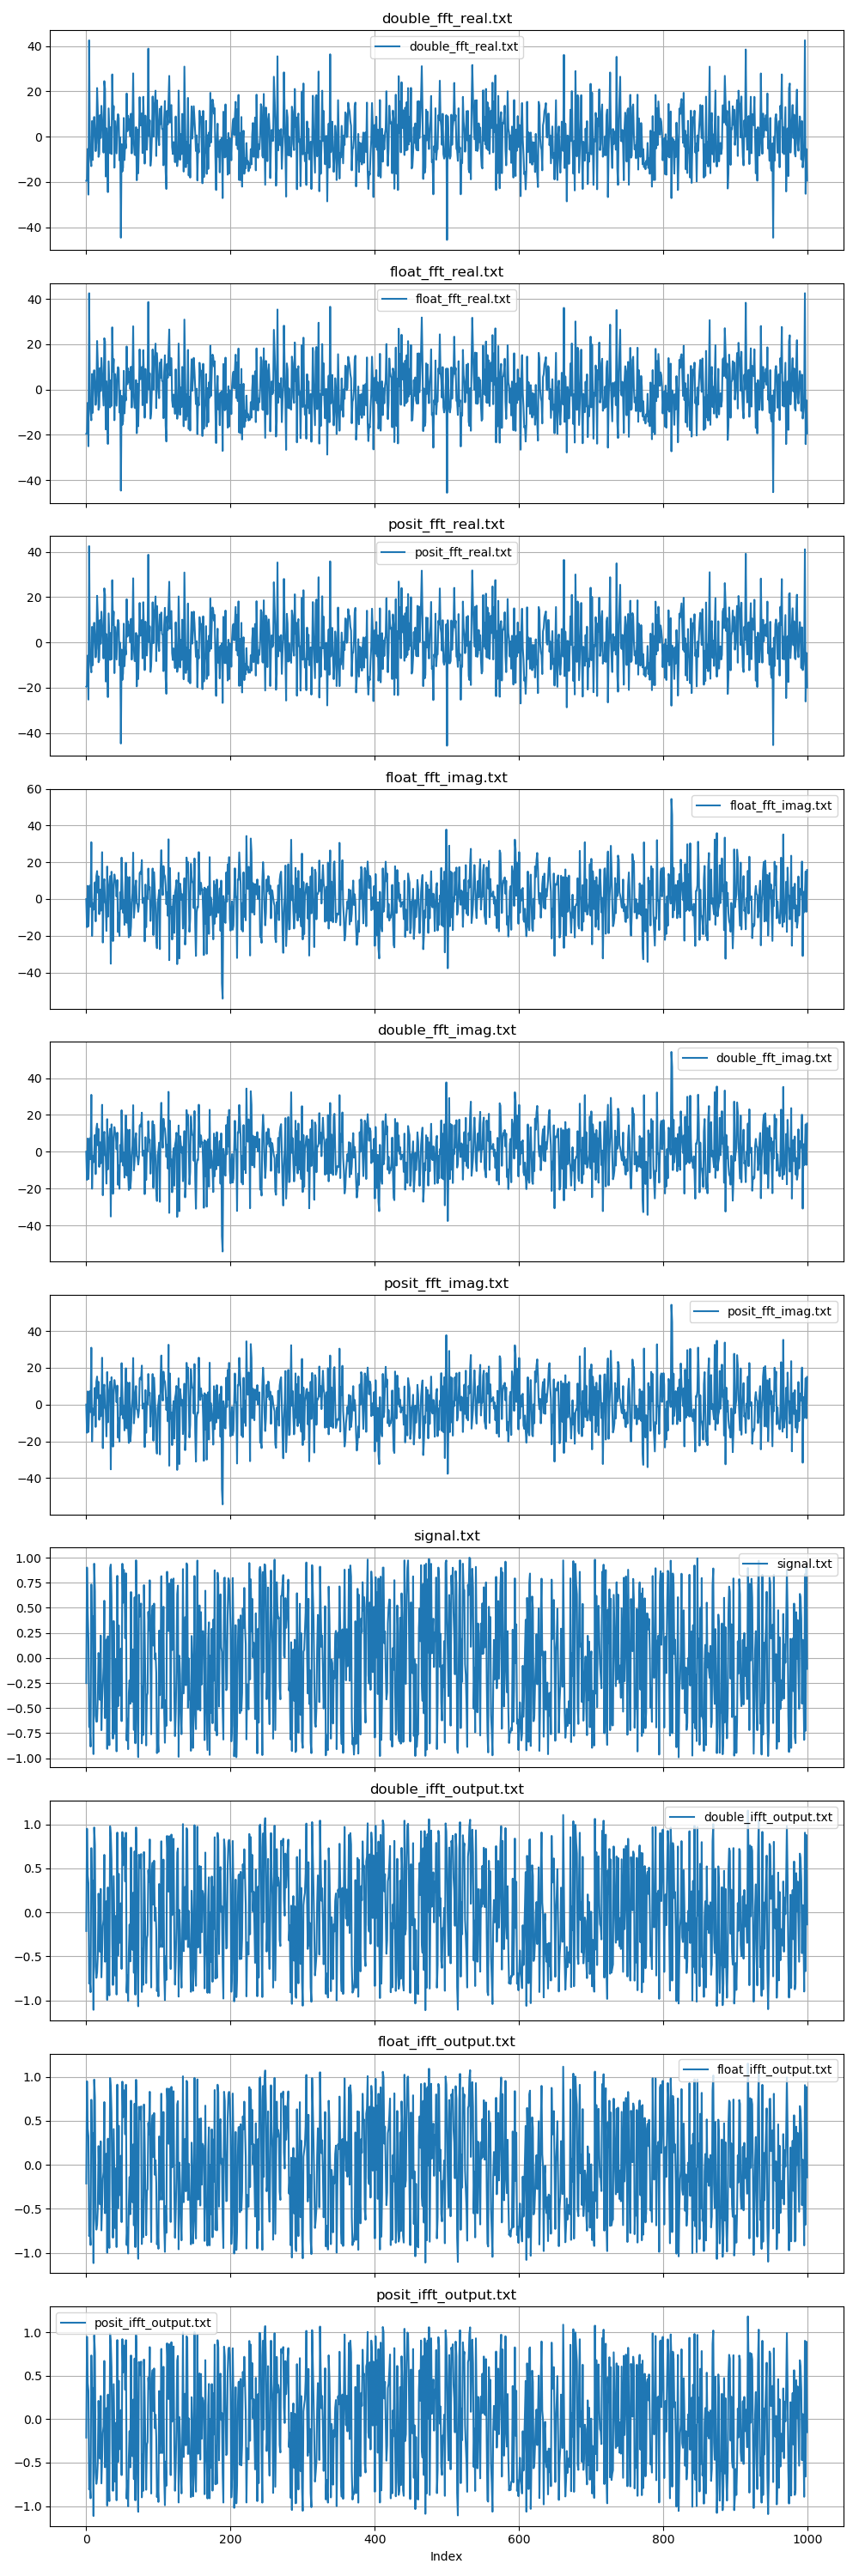 double_fft_real.txt
double_fft_real.txt
40
20
0
−20
−40
float_fft_real.txt
float_fft_real.txt
40
20
0
−20
−40
posit_fft_real.txt
posit_fft_real.txt
40
20
0
−20
−40
float_fft_imag.txt
float_fft_imag.txt
60
40
20
0
−20
−40
double_fft_imag.txt
double_fft_imag.txt
40
20
0
−20
−40
posit_fft_imag.txt
posit_fft_imag.txt
40
20
0
−20
−40
signal.txt
signal.txt
1.00
0.75
0.50
0.25
0.00
−0.25
−0.50
−0.75
−1.00
double_ifft_output.txt
double_ifft_output.txt
1.0
0.5
0.0
−0.5
−1.0
float_ifft_output.txt
float_ifft_output.txt
1.0
0.5
0.0
−0.5
−1.0
posit_ifft_output.txt
posit_ifft_output.txt
1.0
0.5
0.0
−0.5
−1.0
0 200 400 600 800 1000
Index